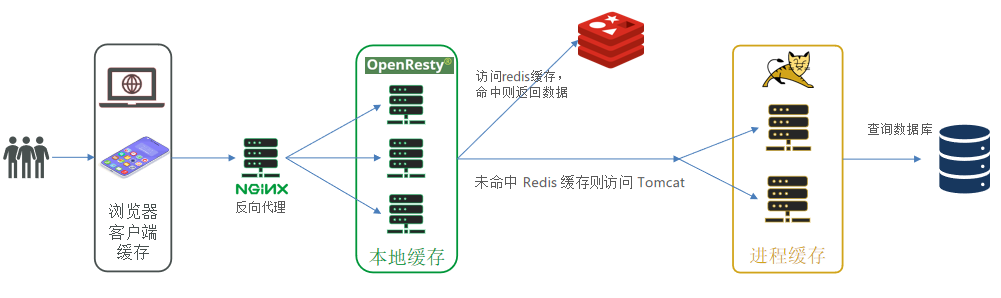 浏览器
客户端
缓存
NGINX
反向代理
OpenResty®
本地缓存
访问redis缓存，
命中则返回数据
未命中 Redis 缓存则访问 Tomcat
进程缓存
查询数据库